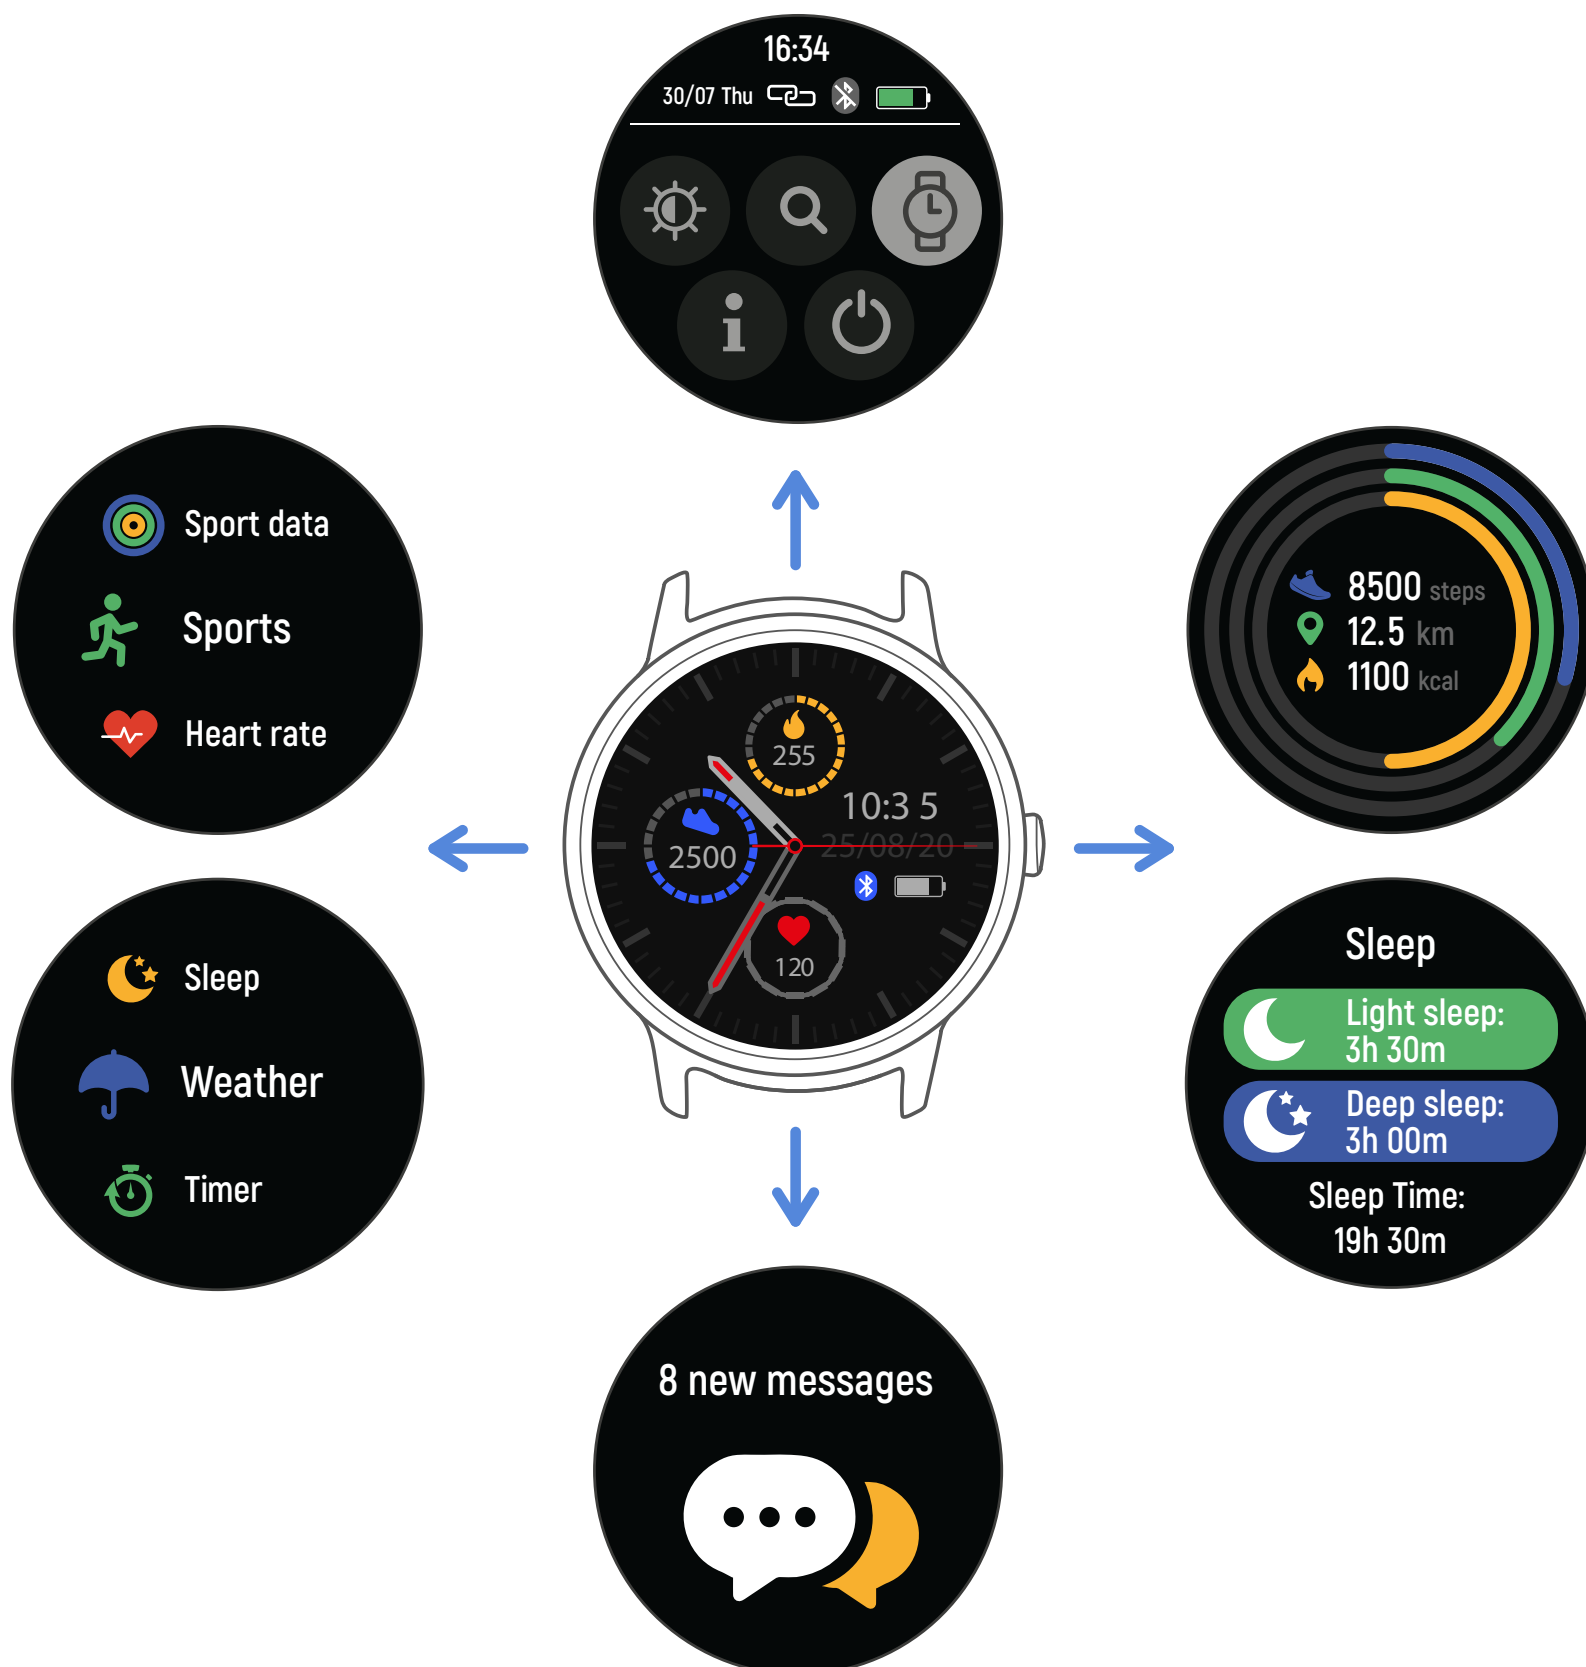 16:34
30/07 Thu
Sport data
Sports
Heart rate
8500 steps
12.5 km
1100 kcal
255
10:3 5
25/08/20
2500
120
Sleep
Weather
Timer
Sleep
Light sleep:
3h 30m
Deep sleep:
3h 00m
Sleep Time:
19h 30m
8 new messages